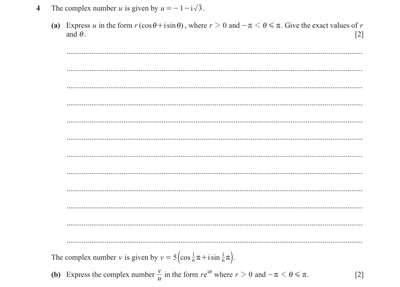 4 The complex number u is given by u = −1 − i√3.
(a) Express u in the form r (cos θ + i sin θ), where r > 0 and −π < θ ⩽ π. Give the exact values of r
and θ. [2]
The complex number v is given by v = 5(cos 1/6 π + i sin 1/6 π).
(b) Express the complex number v/u in the form re^iθ where r > 0 and −π < θ ⩽ π. [2]